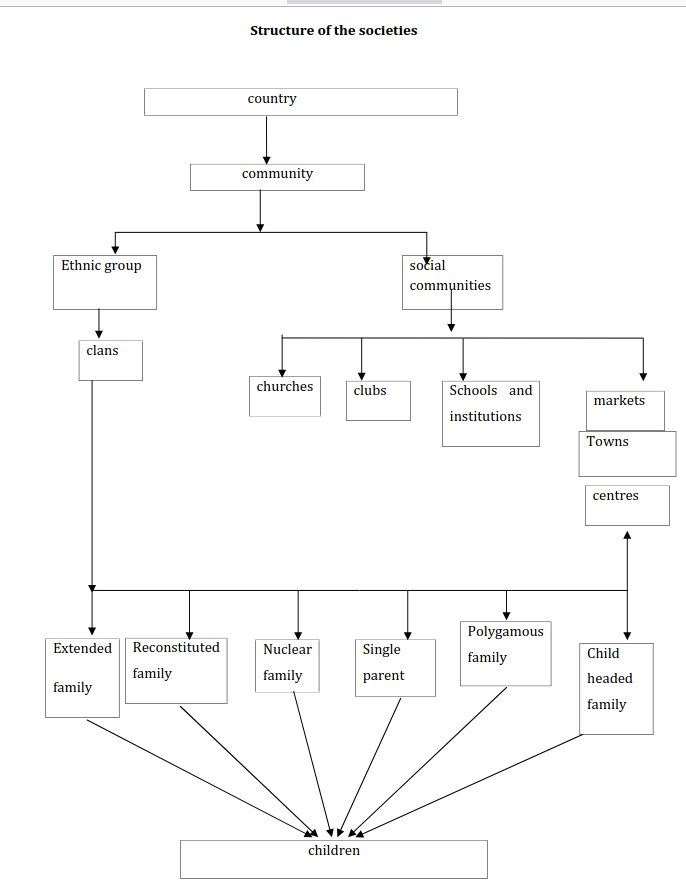 Structure of the societies
country
community
Ethnic group
social
communities
clans
churches
clubs
Schools and
institutions
markets
Towns
centres
Extended
family
Reconstituted
family
Nuclear
family
Single
parent
Polygamous
family
Child
headed
family
children